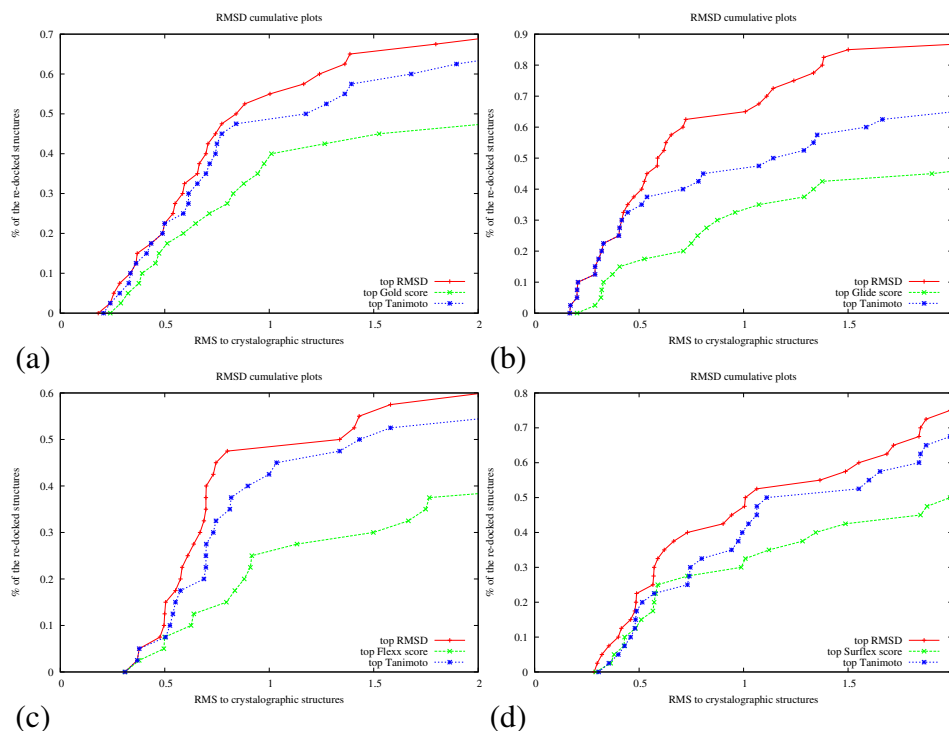 RMSD cumulative plots
0.7
0.6
0.5
0.4
0.3
0.2
0.1
0
% of the re-docked structures
top RMSD
top Gold score
top Tanimoto
0 0.5 1 1.5 2
RMS to crystalographic structures
(a)
RMSD cumulative plots
0.9
0.8
0.7
0.6
0.5
0.4
0.3
0.2
0.1
0
% of the re-docked structures
top RMSD
top Glide score
top Tanimoto
0 0.5 1 1.5
RMS to crystalographic structures
(b)
RMSD cumulative plots
0.6
0.5
0.4
0.3
0.2
0.1
0
% of the re-docked structures
top RMSD
top Flexx score
top Tanimoto
0 0.5 1 1.5 2
RMS to crystalographic structures
(c)
RMSD cumulative plots
0.8
0.7
0.6
0.5
0.4
0.3
0.2
0.1
0
% of the re-docked structures
top RMSD
top Surflex score
top Tanimoto
0 0.5 1 1.5
RMS to crystalographic structures
(d)